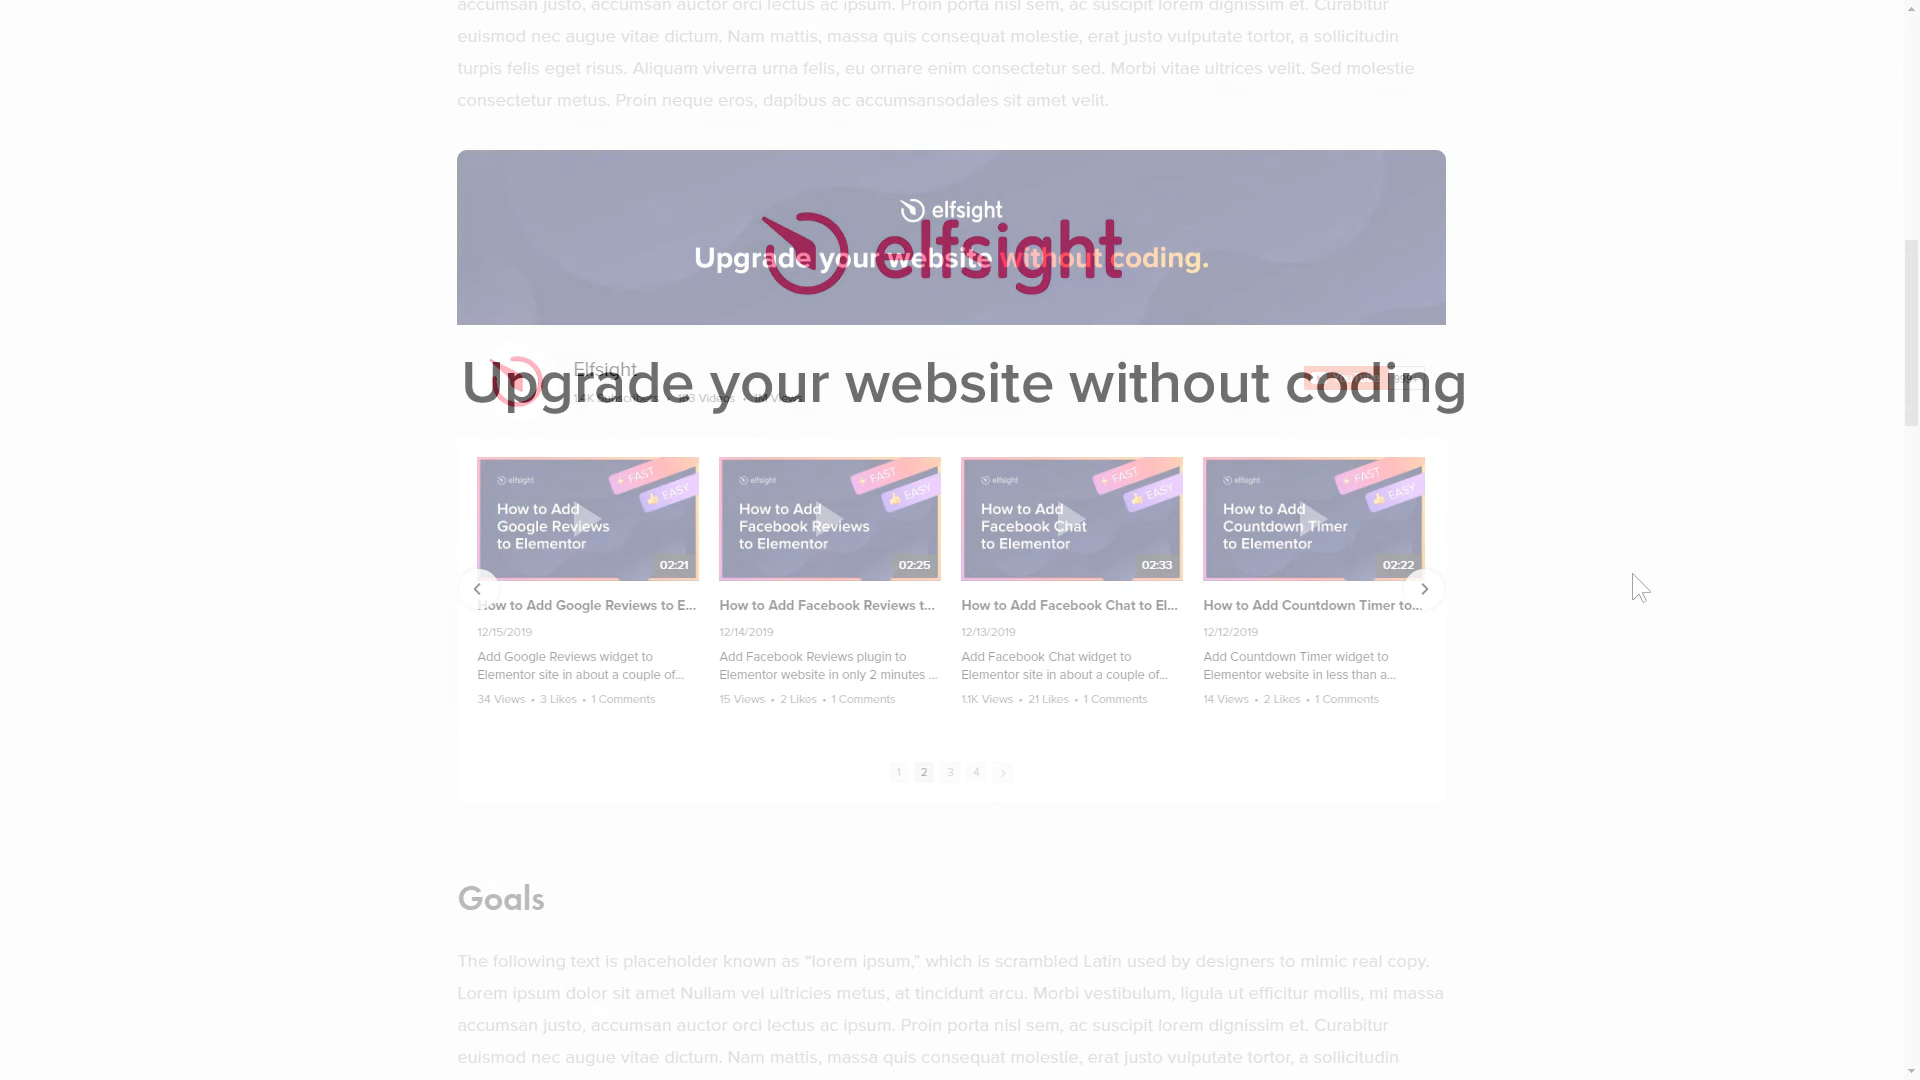 accumsan justo, accumsan auctor orci lectus ac ipsum. Proin porta nisl sem, ac suscipit lorem dignissim et. Curabitur
euismod nec augue vitae dictum. Nam mattis, massa quis consequat molestie, erat justo vulputate tortor, a sollicitudin
turpis felis eget risus. Aliquam viverra urna felis, eu ornare enim consectetur sed. Morbi vitae ultrices velit. Sed molestie
consectetur metus. Proin neque eros, dapibus ac accumsansodales sit amet velit.
elfsight
elfsight
Upgrade your website without coding.
Elfsight
Upgrade your website without coding
1.4K Subscribers • 163 Videos • 1M Views
elfsight
FAST
EASY
How to Add
Google Reviews
to Elementor
02:21
elfsight
FAST
EASY
How to Add
Facebook Reviews
to Elementor
02:25
elfsight
FAST
EASY
How to Add
Facebook Chat
to Elementor
02:33
elfsight
FAST
EASY
How to Add
Countdown Timer
to Elementor
02:22
How to Add Google Reviews to E...
12/15/2019
Add Google Reviews widget to
Elementor site in about a couple of...
34 Views • 3 Likes • 1 Comments
How to Add Facebook Reviews t...
12/14/2019
Add Facebook Reviews plugin to
Elementor website in only 2 minutes ...
15 Views • 2 Likes • 1 Comments
How to Add Facebook Chat to El...
12/13/2019
Add Facebook Chat widget to
Elementor site in about a couple of...
1.1K Views • 21 Likes • 1 Comments
How to Add Countdown Timer to...
12/12/2019
Add Countdown Timer widget to
Elementor website in less than a...
14 Views • 2 Likes • 1 Comments
1 2 3 4
Goals
The following text is placeholder known as “lorem ipsum,” which is scrambled Latin used by designers to mimic real copy.
Lorem ipsum dolor sit amet Nullam vel ultricies metus, at tincidunt arcu. Morbi vestibulum, ligula ut efficitur mollis, mi massa
accumsan justo, accumsan auctor orci lectus ac ipsum. Proin porta nisl sem, ac suscipit lorem dignissim et. Curabitur
euismod nec augue vitae dictum. Nam mattis, massa quis consequat molestie, erat justo vulputate tortor, a sollicitudin